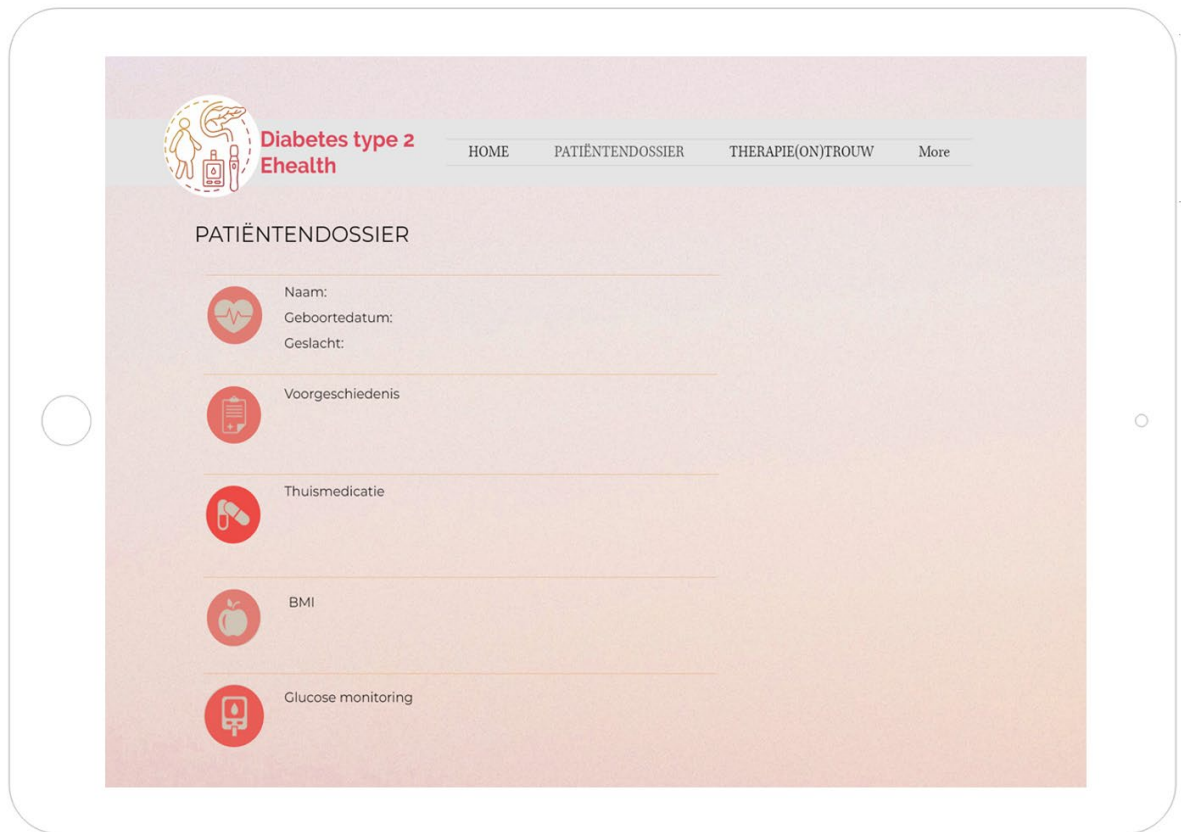 Diabetes type 2
Ehealth
HOME PATIËNTENDOSSIER THERAPIE(ON)TROUW More
PATIËNTENDOSSIER
Naam:
Geboortedatum:
Geslacht:
Voorgeschiedenis
Thuismedicatie
BMI
Glucose monitoring